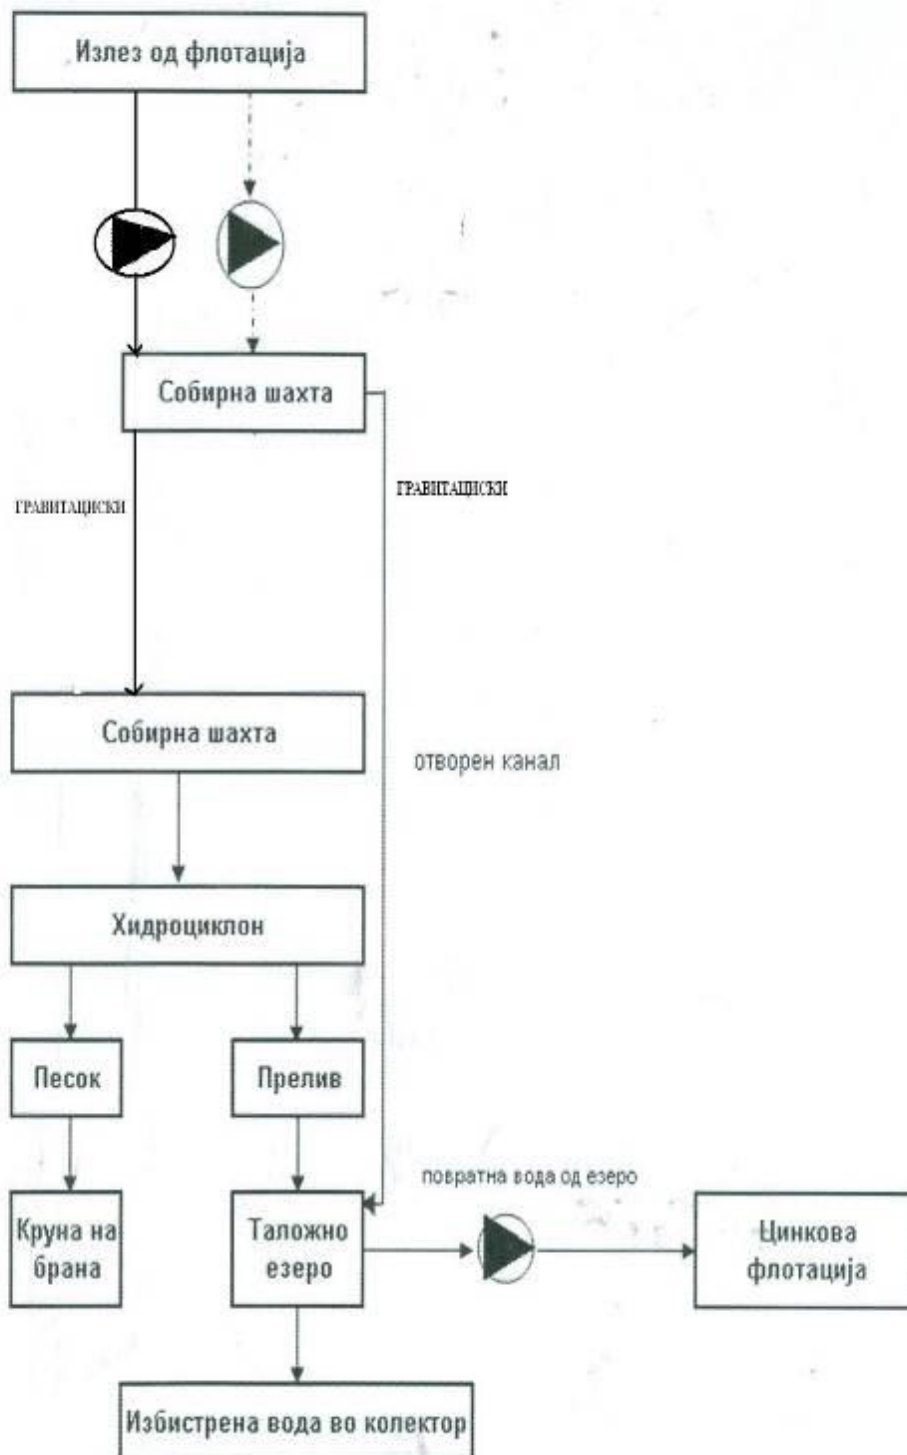 Излез од флотација
Собирна шахта
ГРАВИТАЦИСКИ
ГРАВИТАЦИСКИ
Собирна шахта
отворен канал
Хидроциклон
Песок
Прелив
повратна вода од езеро
Круна на
брана
Таложно
езеро
Цинкова
флотација
Избистрена вода во колектор